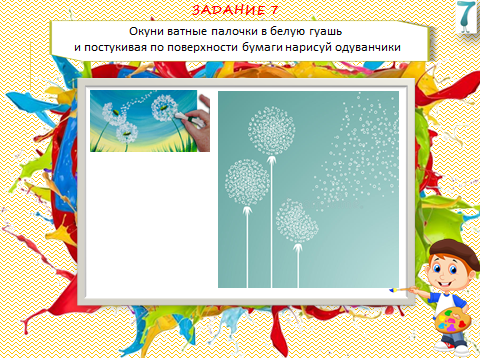 ЗАДАНИЕ 7
7
Окуни ватные палочки в белую гуашь
и постукивая по поверхности бумаги нарисуй одуванчики